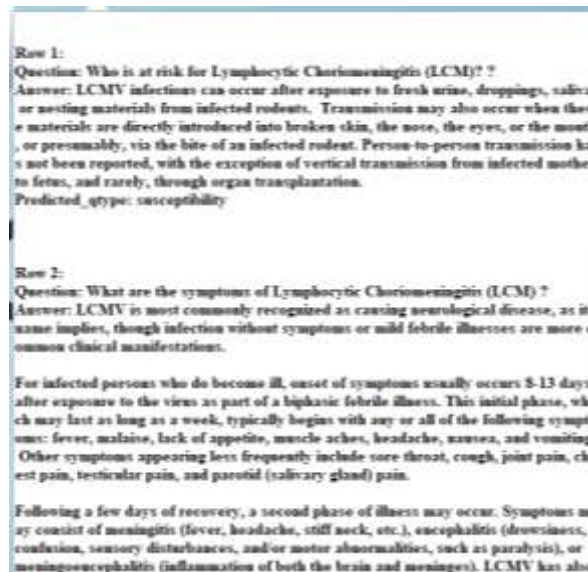 Row 1:
Question: Who is at risk for Lymphocytic Choriomeningitis (LCM)? ?
Answer: LCMV infections can occur after exposure to fresh urine, droppings, saliva
or nesting materials from infected rodents.  Transmission may also occur when thes
e materials are directly introduced into broken skin, the nose, the eyes, or the mout
, or presumably, via the bite of an infected rodent. Person-to-person transmission ha
s not been reported, with the exception of vertical transmission from infected mothe
to fetus, and rarely, through organ transplantation.
Predicted_qtype: susceptibility
Row 2:
Question: What are the symptoms of Lymphocytic Choriomeningitis (LCM) ?
Answer: LCMV is most commonly recognized as causing neurological disease, as it
name implies, though infection without symptoms or mild febrile illnesses are more c
ommon clinical manifestations.
For infected persons who do become ill, onset of symptoms usually occurs 8-13 days
after exposure to the virus as part of a biphasic febrile illness. This initial phase, wh
ch may last as long as a week, typically begins with any or all of the following sympt
oms: fever, malaise, lack of appetite, muscle aches, headache, nausea, and vomiting
Other symptoms appearing less frequently include sore throat, cough, joint pain, ch
est pain, testicular pain, and parotid (salivary gland) pain.
Following a few days of recovery, a second phase of illness may occur. Symptoms m
ay consist of meningitis (fever, headache, stiff neck, etc.), encephalitis (drowsiness,
confusion, sensory disturbances, and/or motor abnormalities, such as paralysis), or
meningoencephalitis (inflammation of both the brain and meninges). LCMV has als